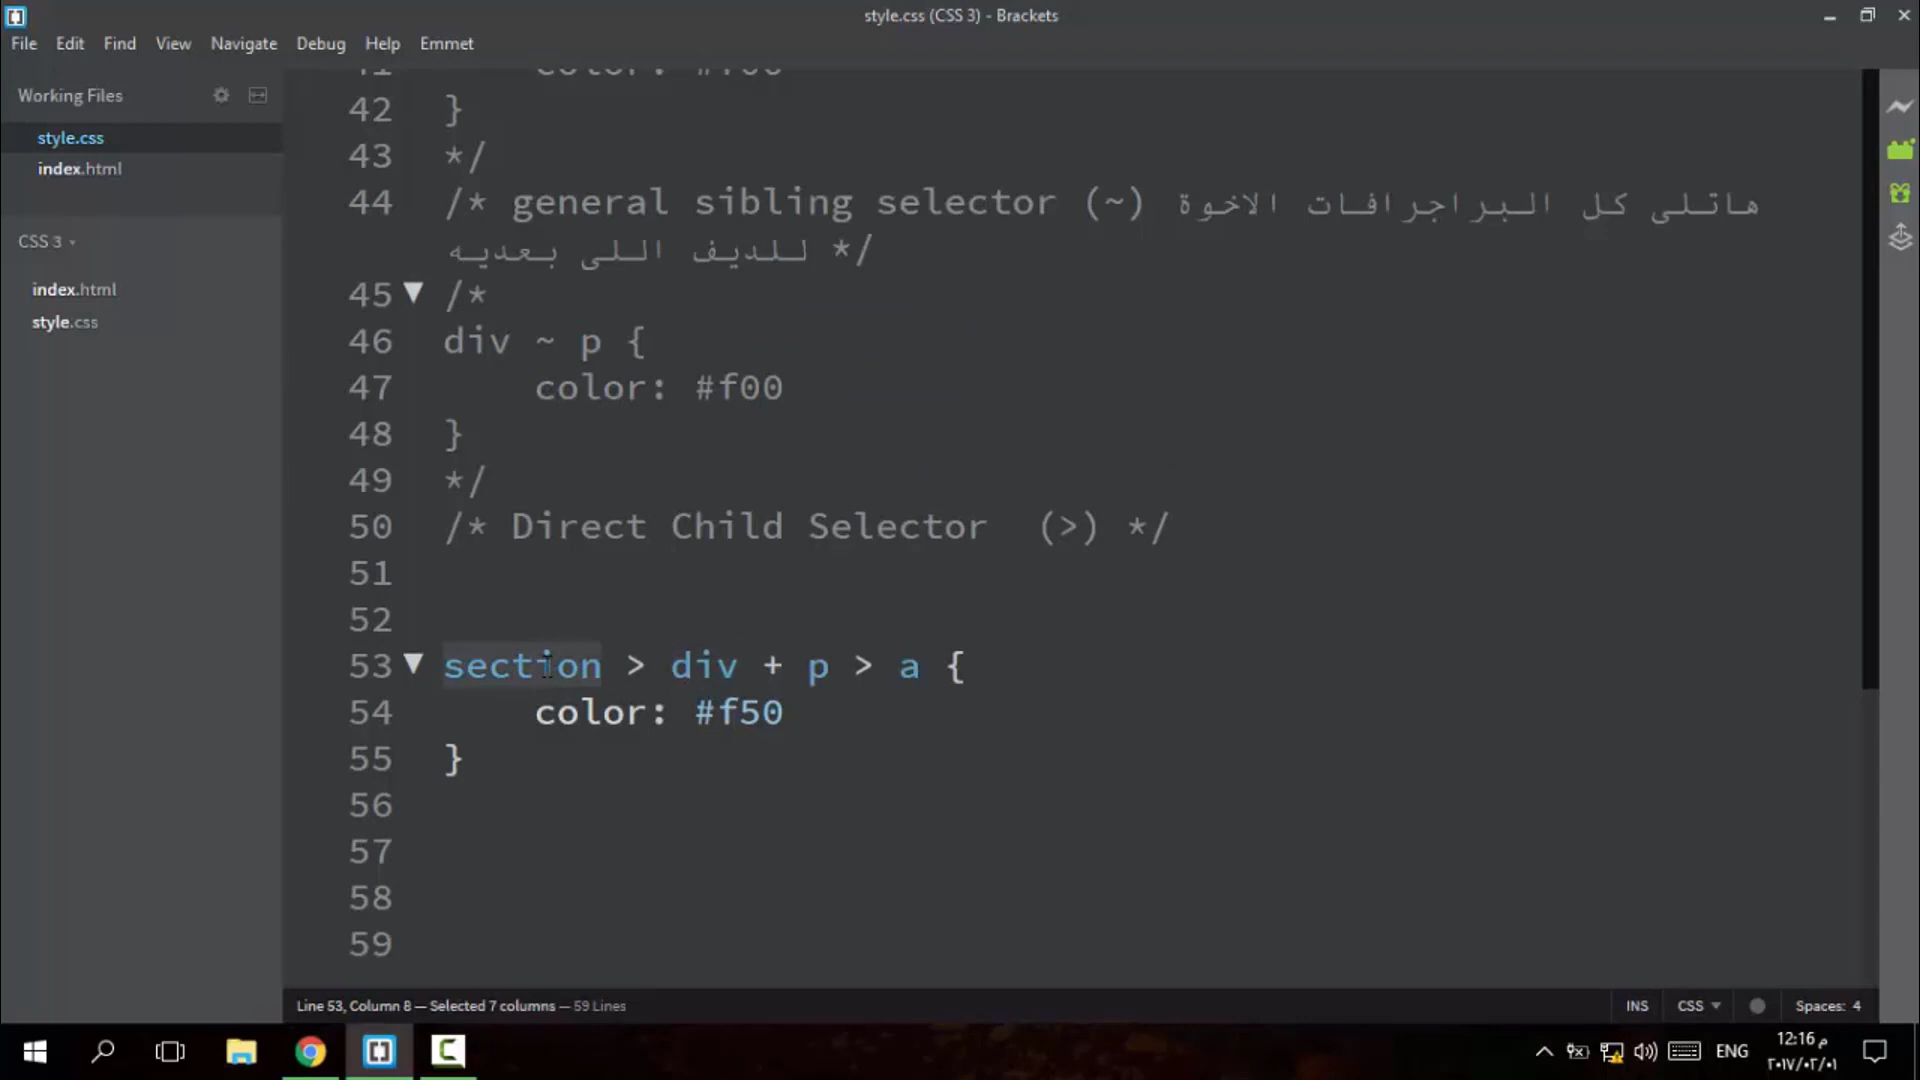 style.css (CSS 3) - Brackets
File Edit Find View Navigate Debug Help Emmet
Working Files
style.css
index.html
CSS 3
index.html
style.css
42 }
43 */
44 /* general sibling selector (~) هاتلى كل البراجرافات الاخوة
للديف اللى بعديه */
45 /*
46 div ~ p {
47 color: #f00
48 }
49 */
50 /* Direct Child Selector (>) */
51
52
53 section > div + p > a {
54 color: #f50
55 }
56
57
58
59
Line 53, Column 8 — Selected 7 columns — 59 Lines
INS CSS Spaces: 4
ENG
12:16 م
٢٠١٧/٠٢/٠١